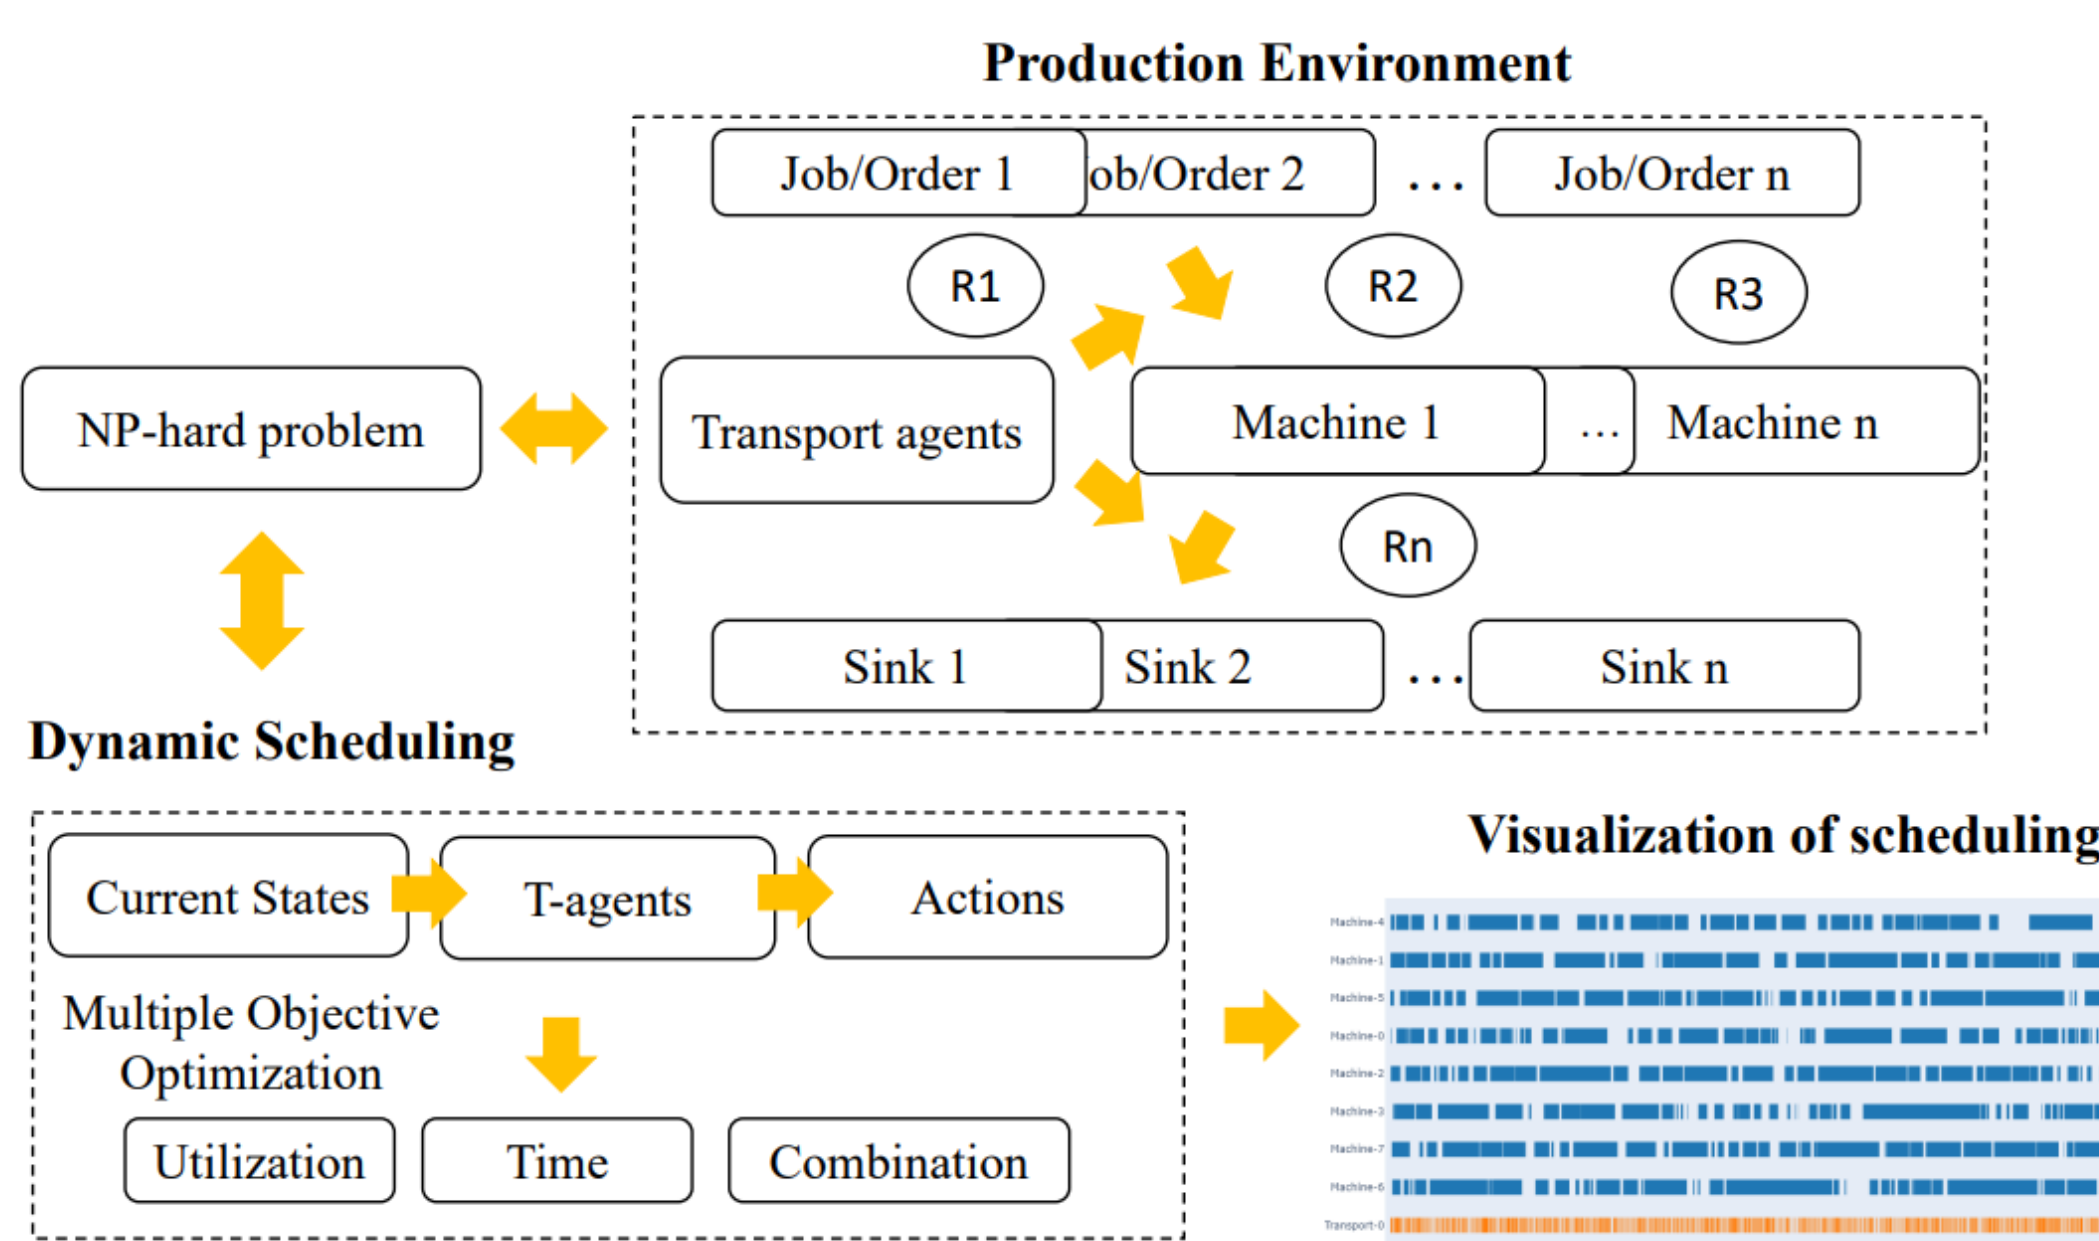 Production Environment
Job/Order 1
ob/Order 2
...
Job/Order n
R1
R2
R3
NP-hard problem
Transport agents
Machine 1
...
Machine n
Rn
Sink 1
Sink 2
...
Sink n
Dynamic Scheduling
Visualization of scheduling
Current States
T-agents
Actions
Multiple Objective
Optimization
Utilization
Time
Combination
Machine-4
Machine-1
Machine-5
Machine-0
Machine-2
Machine-3
Machine-7
Machine-6
Transport-0